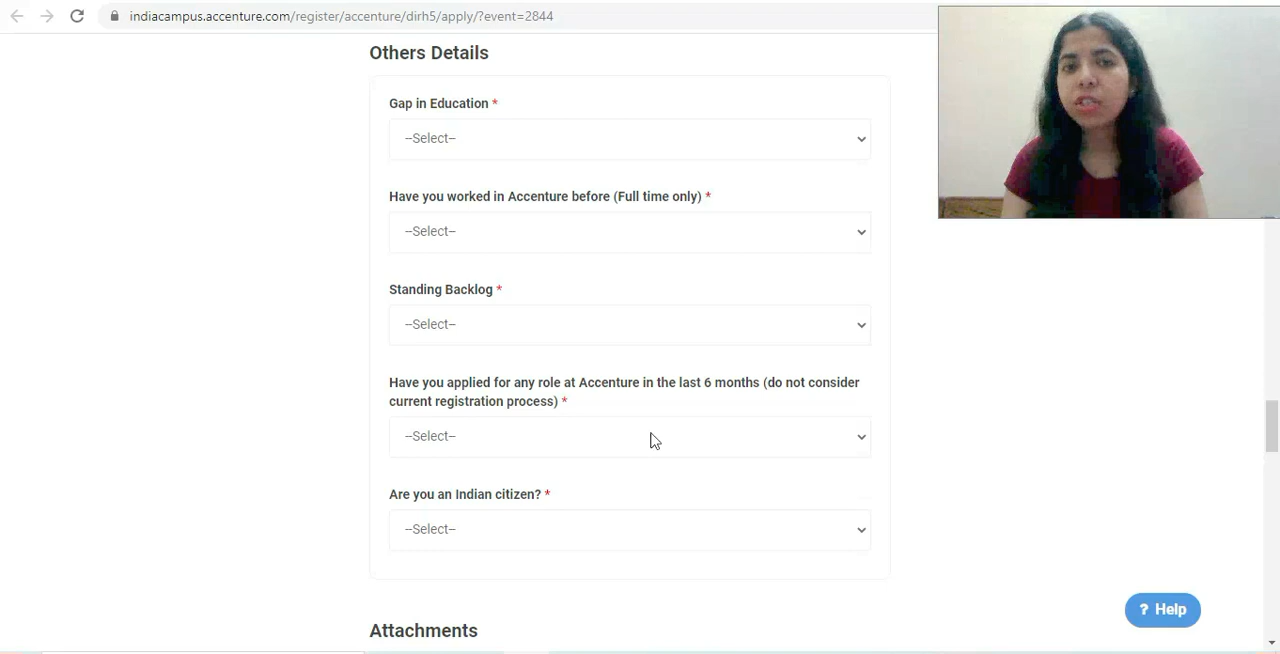 indiacampus.accenture.com/register/accenture/dirh5/apply/?event=2844
Others Details
Gap in Education *
--Select--
Have you worked in Accenture before (Full time only) *
--Select--
Standing Backlog *
--Select--
Have you applied for any role at Accenture in the last 6 months (do not consider
current registration process) *
--Select--
Are you an Indian citizen? *
--Select--
? Help
Attachments